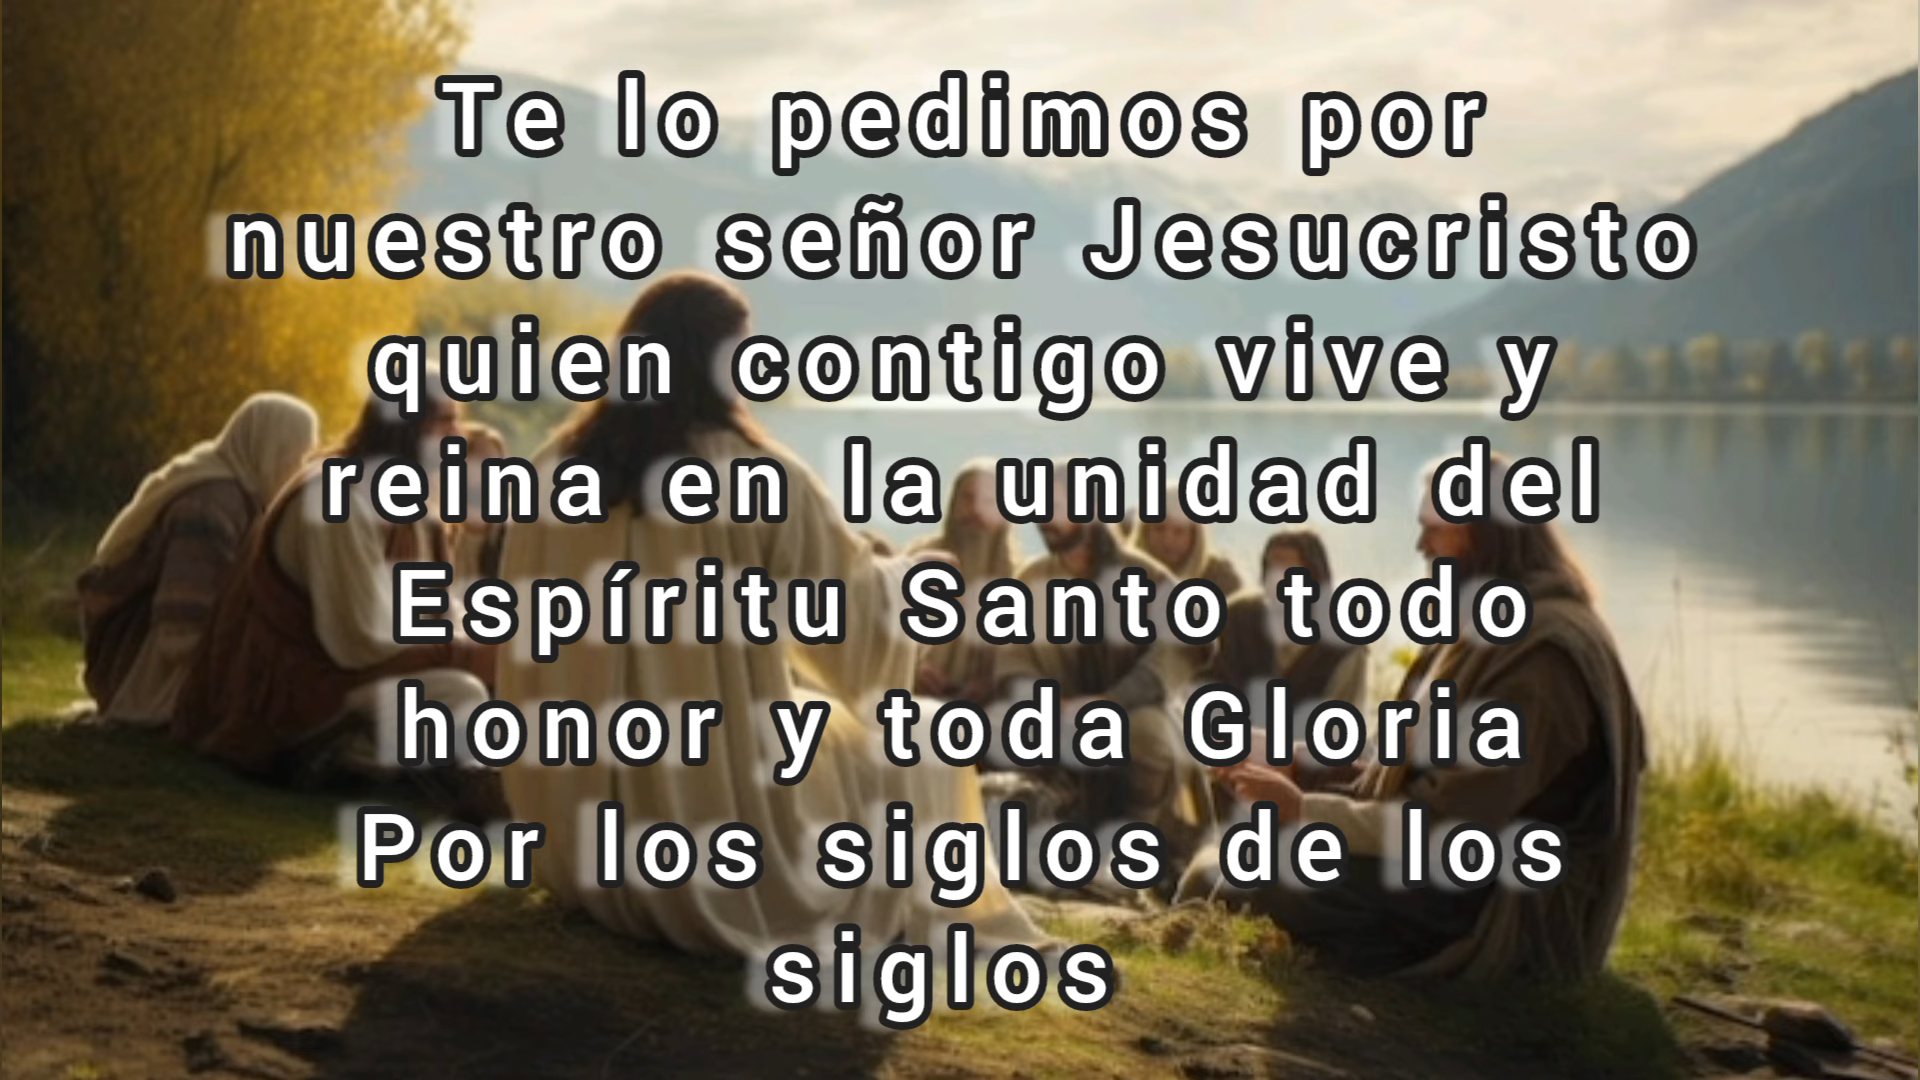 Te lo pedimos por
nuestro señor Jesucristo
quien contigo vive y
reina en la unidad del
Espíritu Santo todo
honor y toda Gloria
Por los siglos de los
siglos